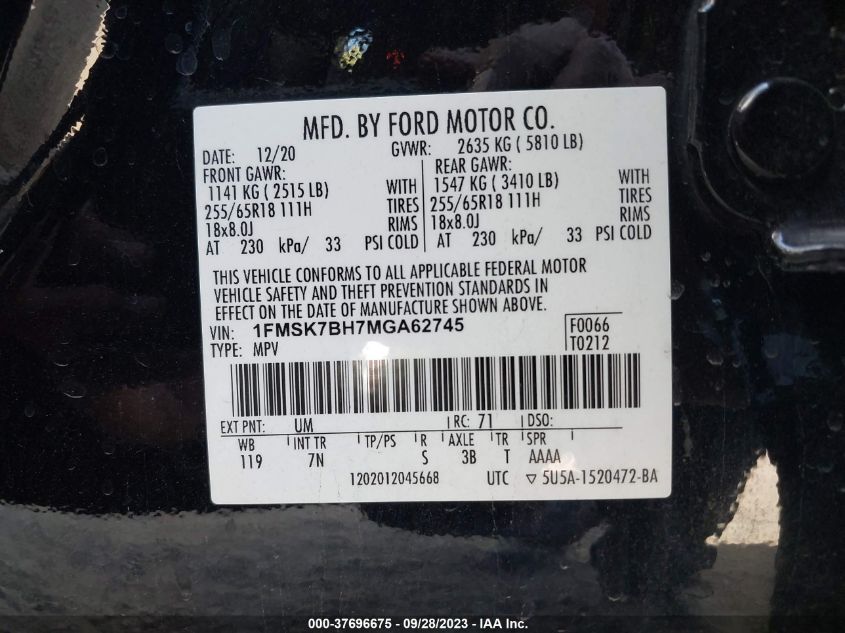 MFD. BY FORD MOTOR CO.
DATE: 12/20 GVWR: 2635 KG ( 5810 LB)
FRONT GAWR: REAR GAWR:
1141 KG ( 2515 LB) WITH 1547 KG ( 3410 LB) WITH
255/65R18 111H TIRES 255/65R18 111H TIRES
18x8.0J RIMS 18x8.0J RIMS
AT 230 kPa/ 33 PSI COLD AT 230 kPa/ 33 PSI COLD
THIS VEHICLE CONFORMS TO ALL APPLICABLE FEDERAL MOTOR
VEHICLE SAFETY AND THEFT PREVENTION STANDARDS IN
EFFECT ON THE DATE OF MANUFACTURE SHOWN ABOVE.
VIN: 1FMSK7BH7MGA62745 F0066
TYPE: MPV T0212
EXT PNT: UM RC: 71 DSO:
WB INT TR TP/PS R AXLE TR SPR
119 7N S 3B T AAAA
1202012045668 UTC ▽ 5U5A-1520472-BA
000-37696675 - 09/28/2023 - Copyright © 2023 - IAA Inc.